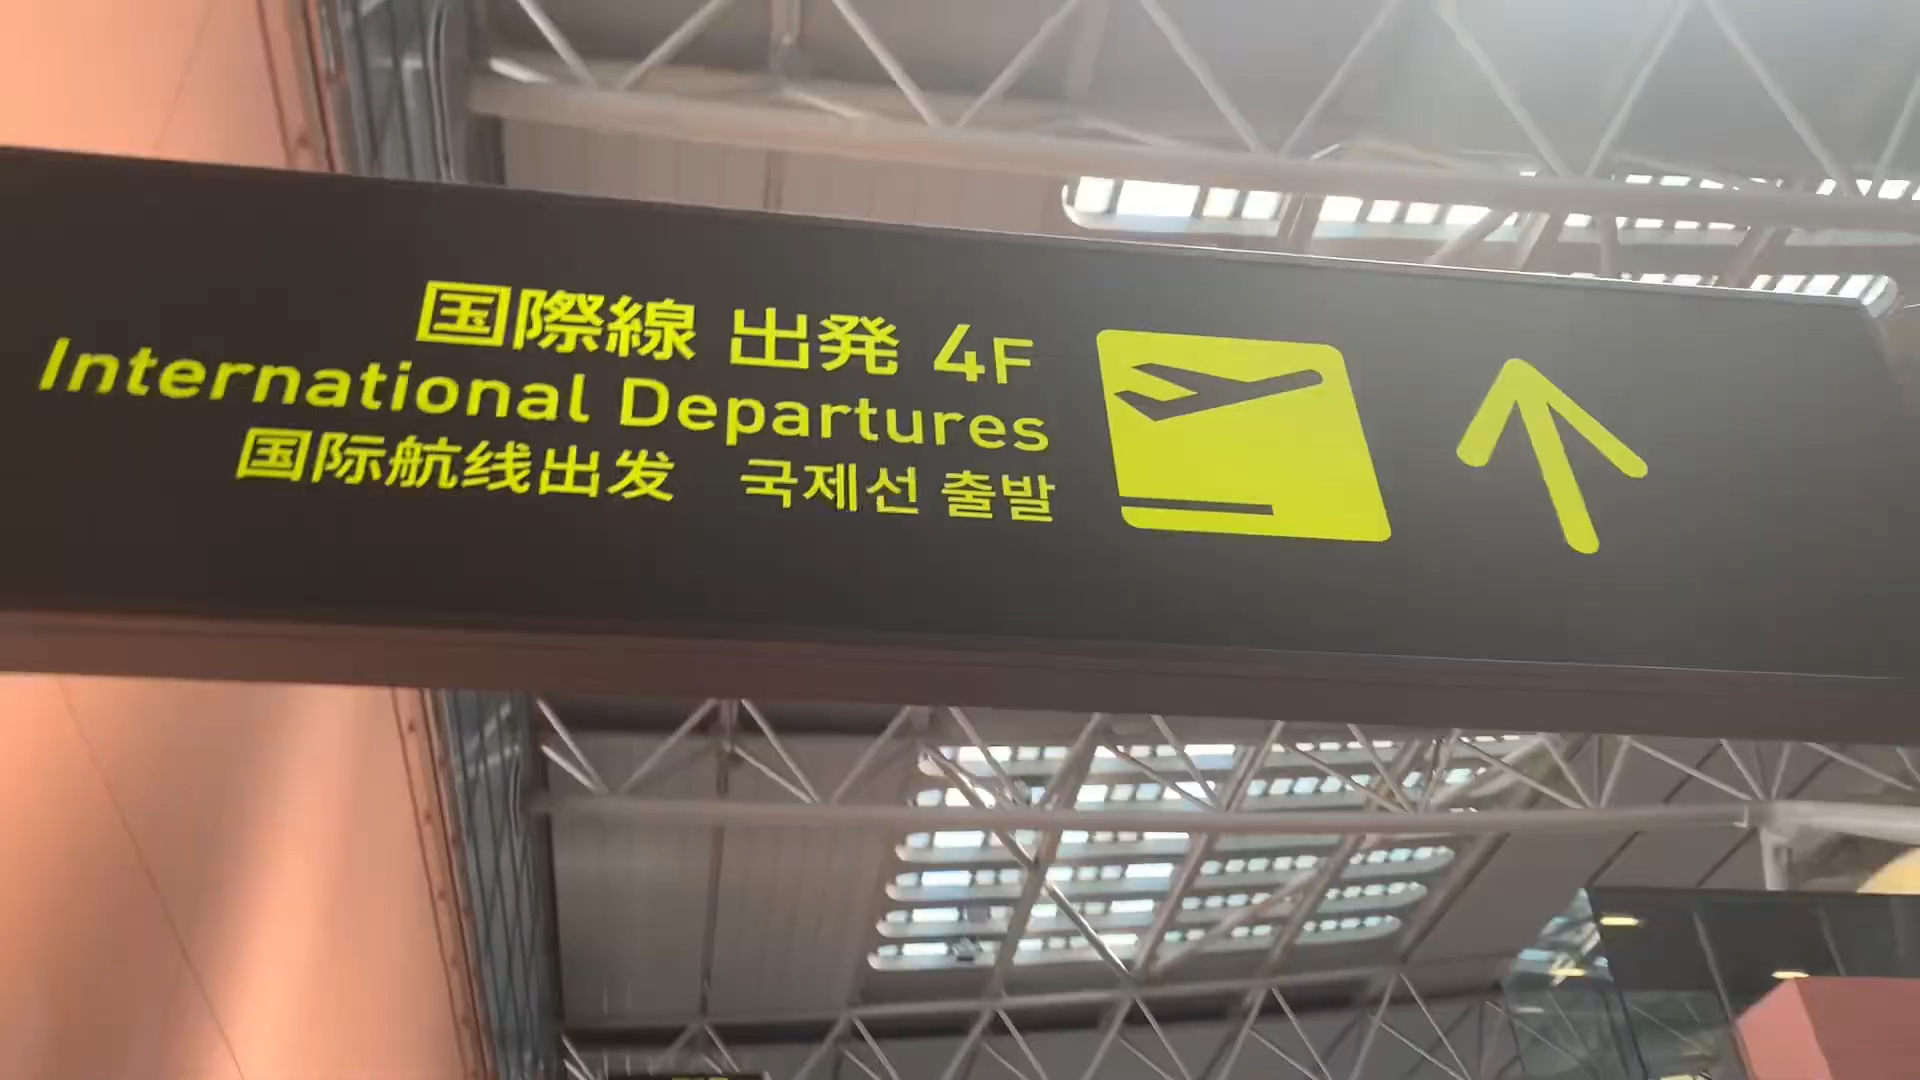 国際線 出発 4F
International Departures
国际航线出发 국제선 출발